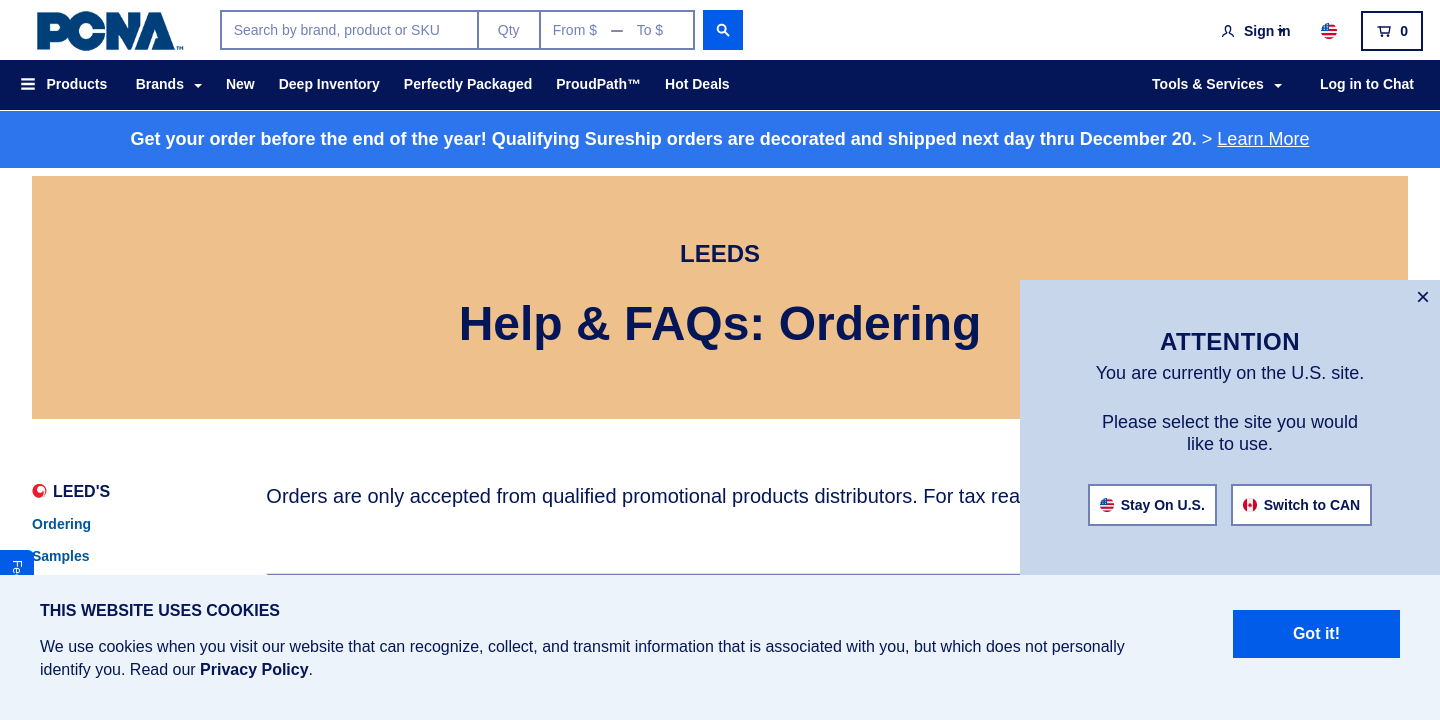 PCNA™
Search by brand, product or SKU
Qty
From $ — To $
Sign in
0
Products
Brands
New
Deep Inventory
Perfectly Packaged
ProudPath™
Hot Deals
Tools & Services
Log in to Chat
Get your order before the end of the year! Qualifying Sureship orders are decorated and shipped next day thru December 20. > Learn More
LEEDS
Help & FAQs: Ordering
×
ATTENTION
You are currently on the U.S. site.
Please select the site you would
like to use.
Stay On U.S.
Switch to CAN
LEED'S
Ordering
Samples
Orders are only accepted from qualified promotional products distributors. For tax
THIS WEBSITE USES COOKIES
We use cookies when you visit our website that can recognize, collect, and transmit information that is associated with you, but which does not personally
identify you. Read our Privacy Policy.
Got it!